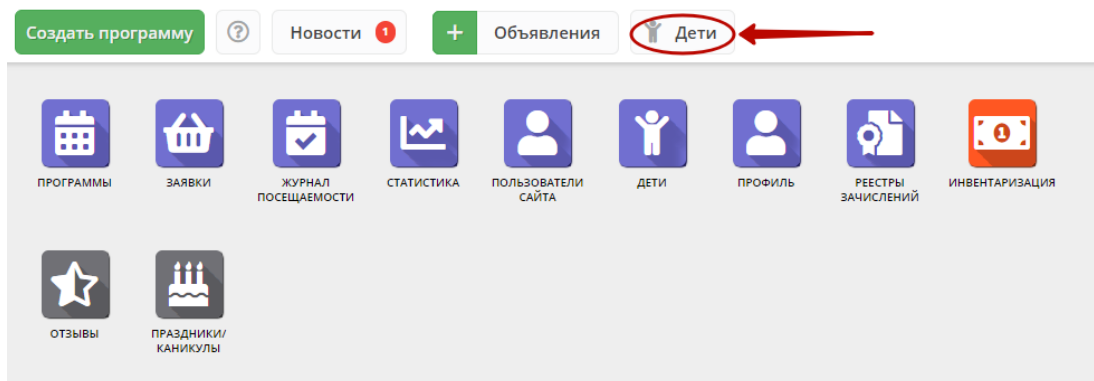 Создать программу ? Новости 1 + Объявления Дети
ПРОГРАММЫ ЗАЯВКИ ЖУРНАЛ СТАТИСТИКА ПОЛЬЗОВАТЕЛИ ДЕТИ ПРОФИЛЬ РЕЕСТРЫ ИНВЕНТАРИЗАЦИЯ
ПОСЕЩАЕМОСТИ САЙТА ЗАЧИСЛЕНИЙ
1
ОТЗЫВЫ ПРАЗДНИКИ/
КАНИКУЛЫ